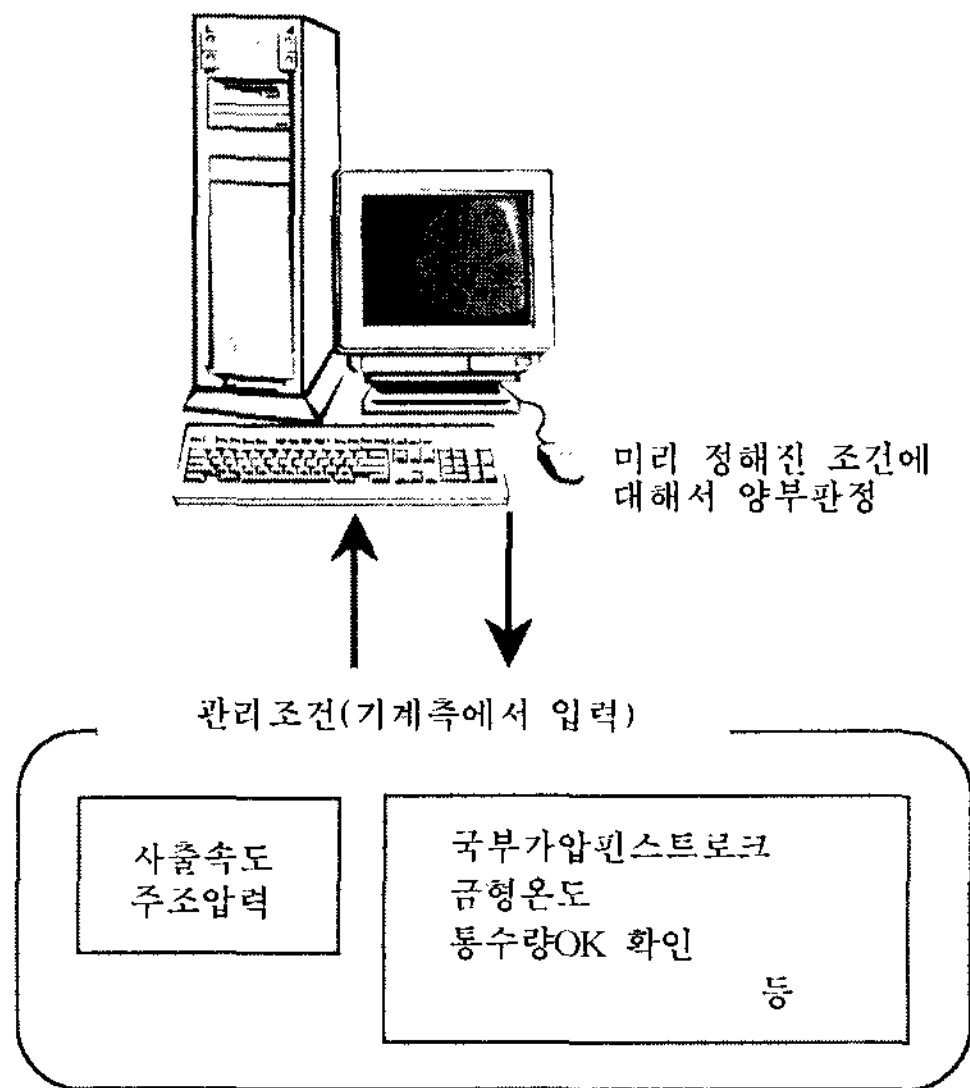 미리 정해진 조건에
대해서 양부판정
관리조건(기계측에서 입력)
사출속도
주조압력
국부가압핀스트로크
금형온도
통수량OK 확인
등